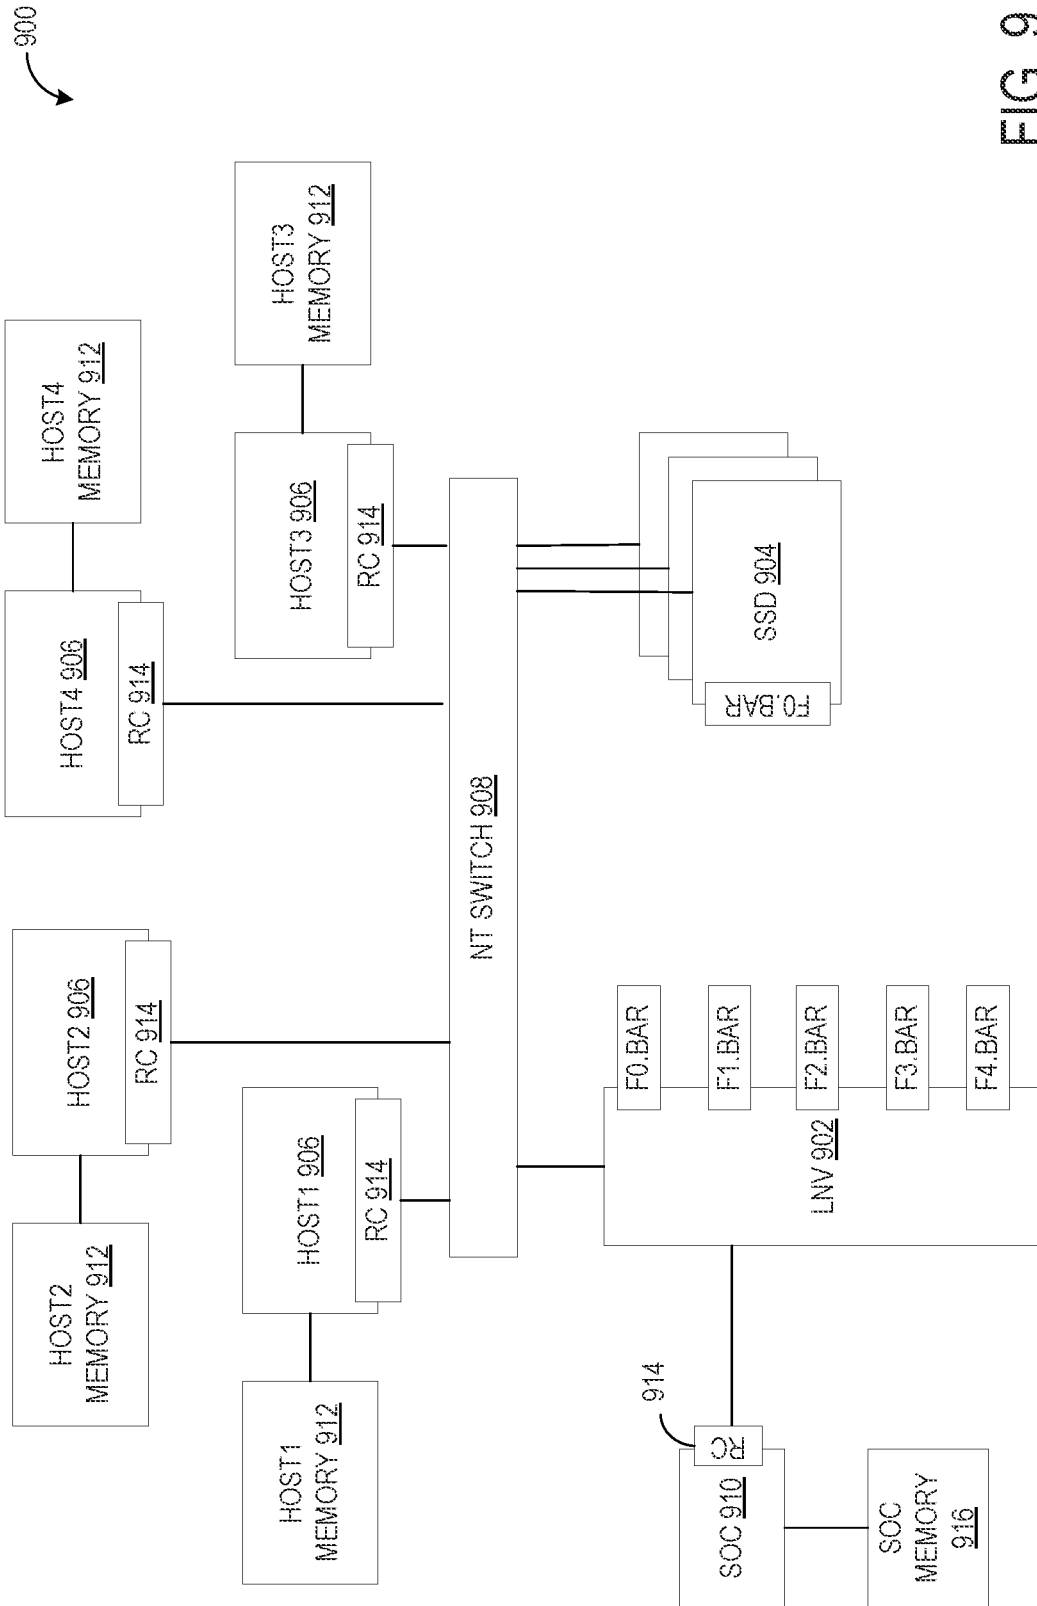 900
HOST2
MEMORY 912
HOST2 906
RC 914
HOST4 906
RC 914
HOST4
MEMORY 912
HOST1
MEMORY 912
HOST1 906
RC 914
HOST3 906
RC 914
HOST3
MEMORY 912
NT SWITCH 908
914
RC
SOC 910
SOC
MEMORY
916
LNV 902
F0.BAR
F1.BAR
F2.BAR
F3.BAR
F4.BAR
F0.BAR
SSD 904
FIG. 9